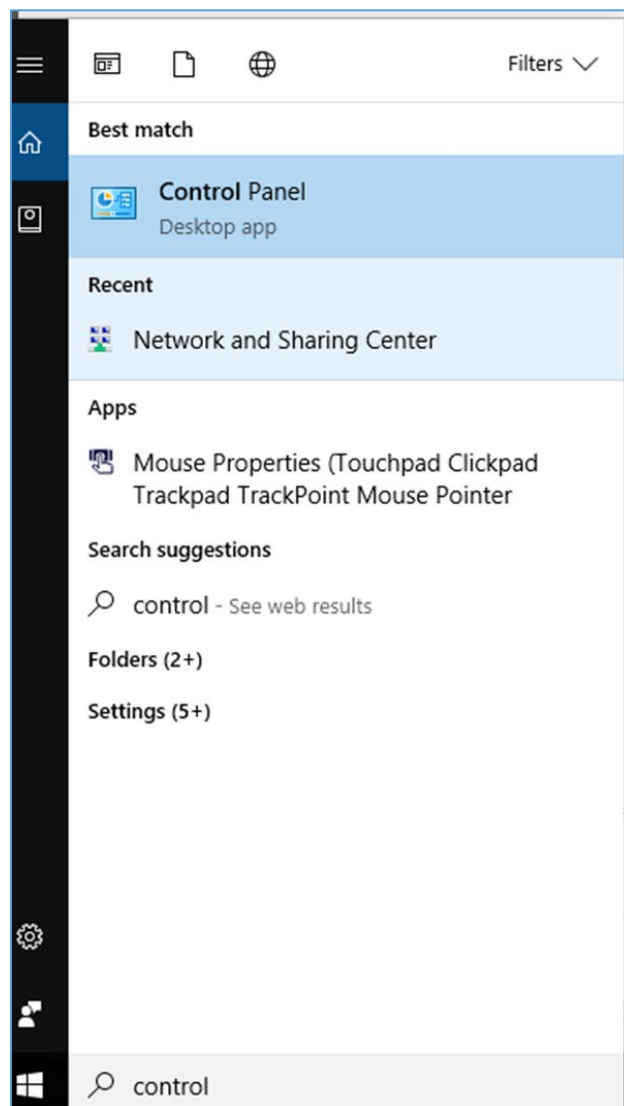 Filters
Best match
Control Panel
Desktop app
Recent
Network and Sharing Center
Apps
Mouse Properties (Touchpad Clickpad
Trackpad TrackPoint Mouse Pointer
Search suggestions
control - See web results
Folders (2+)
Settings (5+)
control